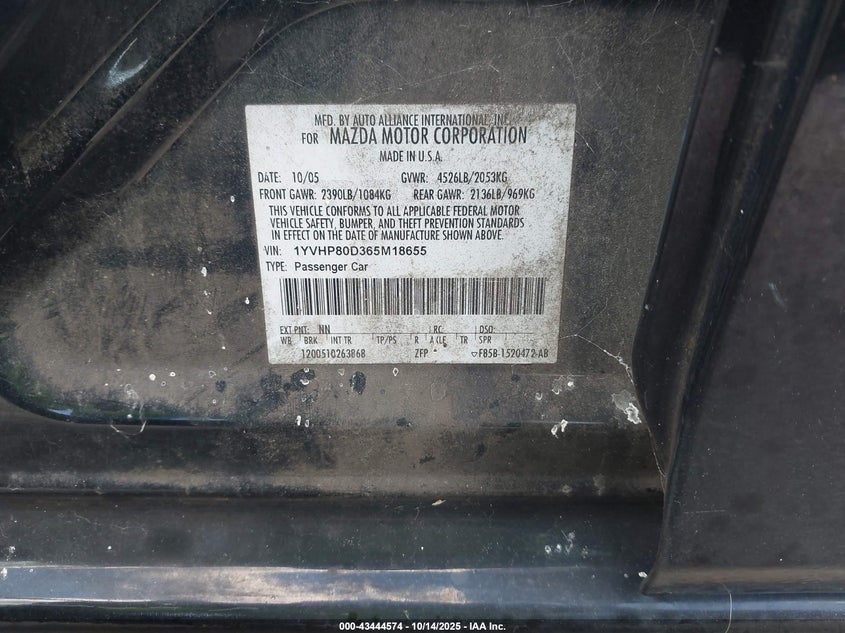 MFD. BY AUTO ALLIANCE INTERNATIONAL, INC.
FOR MAZDA MOTOR CORPORATION
MADE IN U.S.A.
DATE: 10/05 GVWR: 4526LB/2053KG
FRONT GAWR: 2390LB/1084KG REAR GAWR: 2136LB/969KG
THIS VEHICLE CONFORMS TO ALL APPLICABLE FEDERAL MOTOR
VEHICLE SAFETY, BUMPER, AND THEFT PREVENTION STANDARDS
IN EFFECT ON THE DATE OF MANUFACTURE SHOWN ABOVE.
VIN: 1YVHP80D365M18655
TYPE: Passenger Car
EXT PNT: NN RC: DSO:
WB BRK INT TR TP/PS R A (LE TR SPR
1200510263868 ZFP F85B-1520472-AB
000-43444574 - 10/14/2025 - IAA Inc.